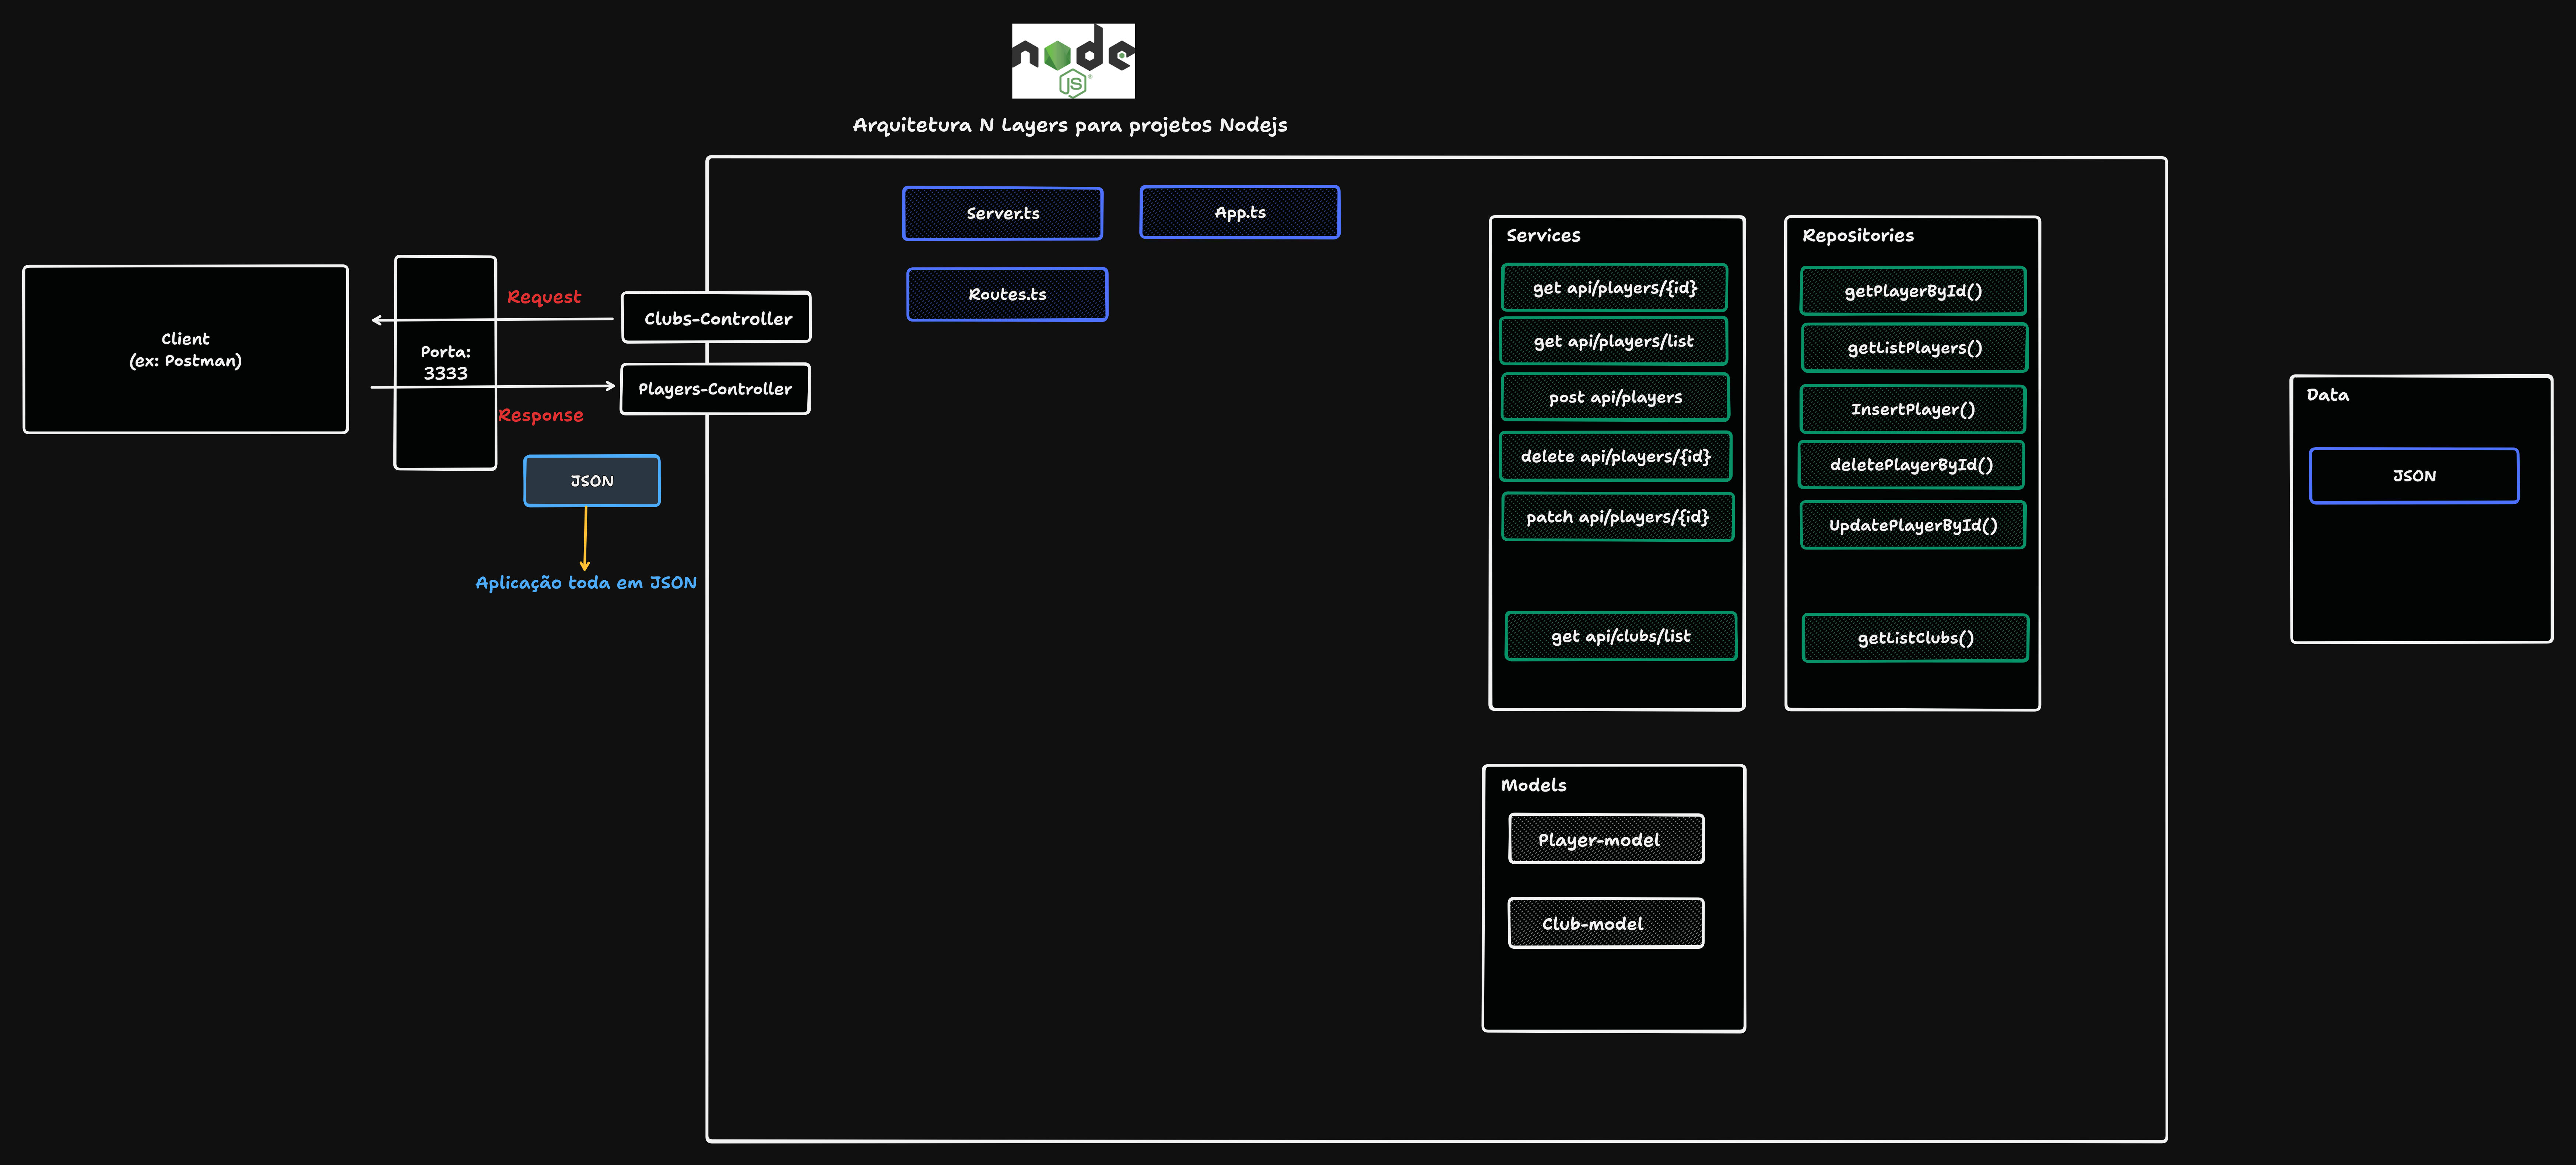 node
JS
Arquitetura N Layers para projetos Nodejs
Client
(ex: Postman)
Porta:
3333
Request
Response
Clubs-Controller
Players-Controller
JSON
Aplicação toda em JSON
Server.ts
App.ts
Routes.ts
Services
get api/players/{id}
get api/players/list
post api/players
delete api/players/{id}
patch api/players/{id}
get api/clubs/list
Repositories
getPlayerById()
getListPlayers()
InsertPlayer()
deletePlayerById()
UpdatePlayerById()
getListClubs()
Models
Player-model
Club-model
Data
JSON